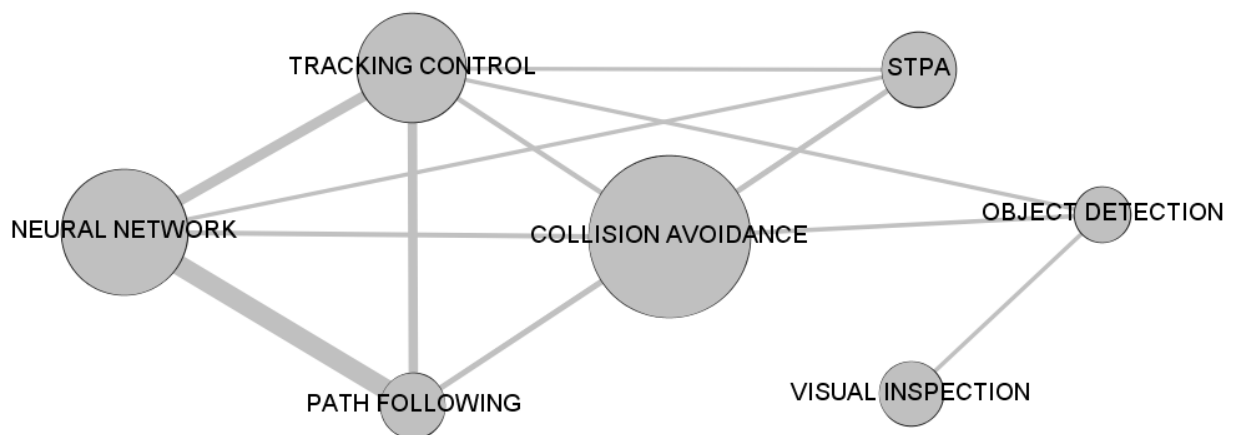 TRACKING CONTROL
STPA
OBJECT DETECTION
NEURAL NETWORK
COLLISION AVOIDANCE
VISUAL INSPECTION
PATH FOLLOWING